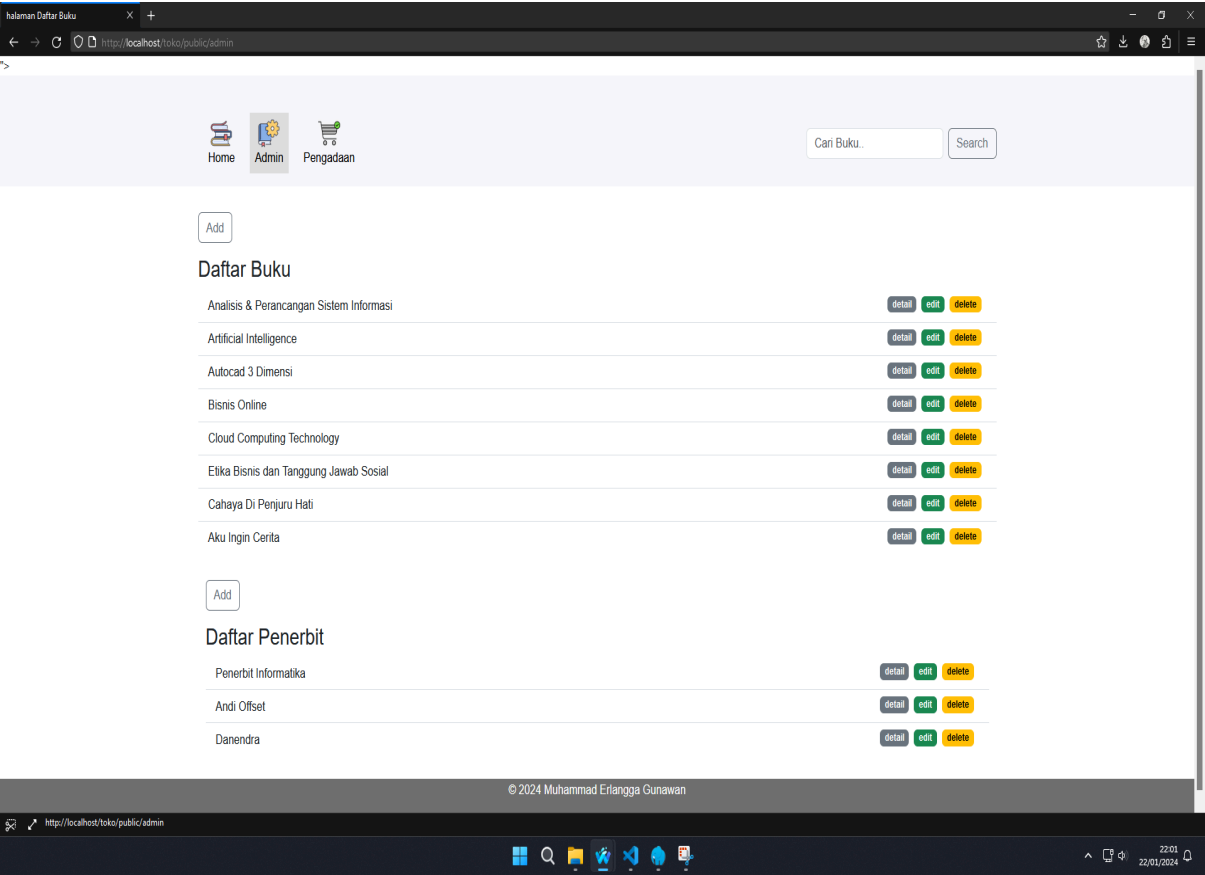 halaman Daftar Buku
http://localhost/toko/public/admin
">
Home Admin Pengadaan
Cari Buku.. Search
Add
Daftar Buku
Analisis & Perancangan Sistem Informasi detail edit delete
Artificial Intelligence detail edit delete
Autocad 3 Dimensi detail edit delete
Bisnis Online detail edit delete
Cloud Computing Technology detail edit delete
Etika Bisnis dan Tanggung Jawab Sosial detail edit delete
Cahaya Di Penjuru Hati detail edit delete
Aku Ingin Cerita detail edit delete
Add
Daftar Penerbit
Penerbit Informatika detail edit delete
Andi Offset detail edit delete
Danendra detail edit delete
© 2024 Muhammad Erlangga Gunawan
http://localhost/toko/public/admin
22:01
22/01/2024